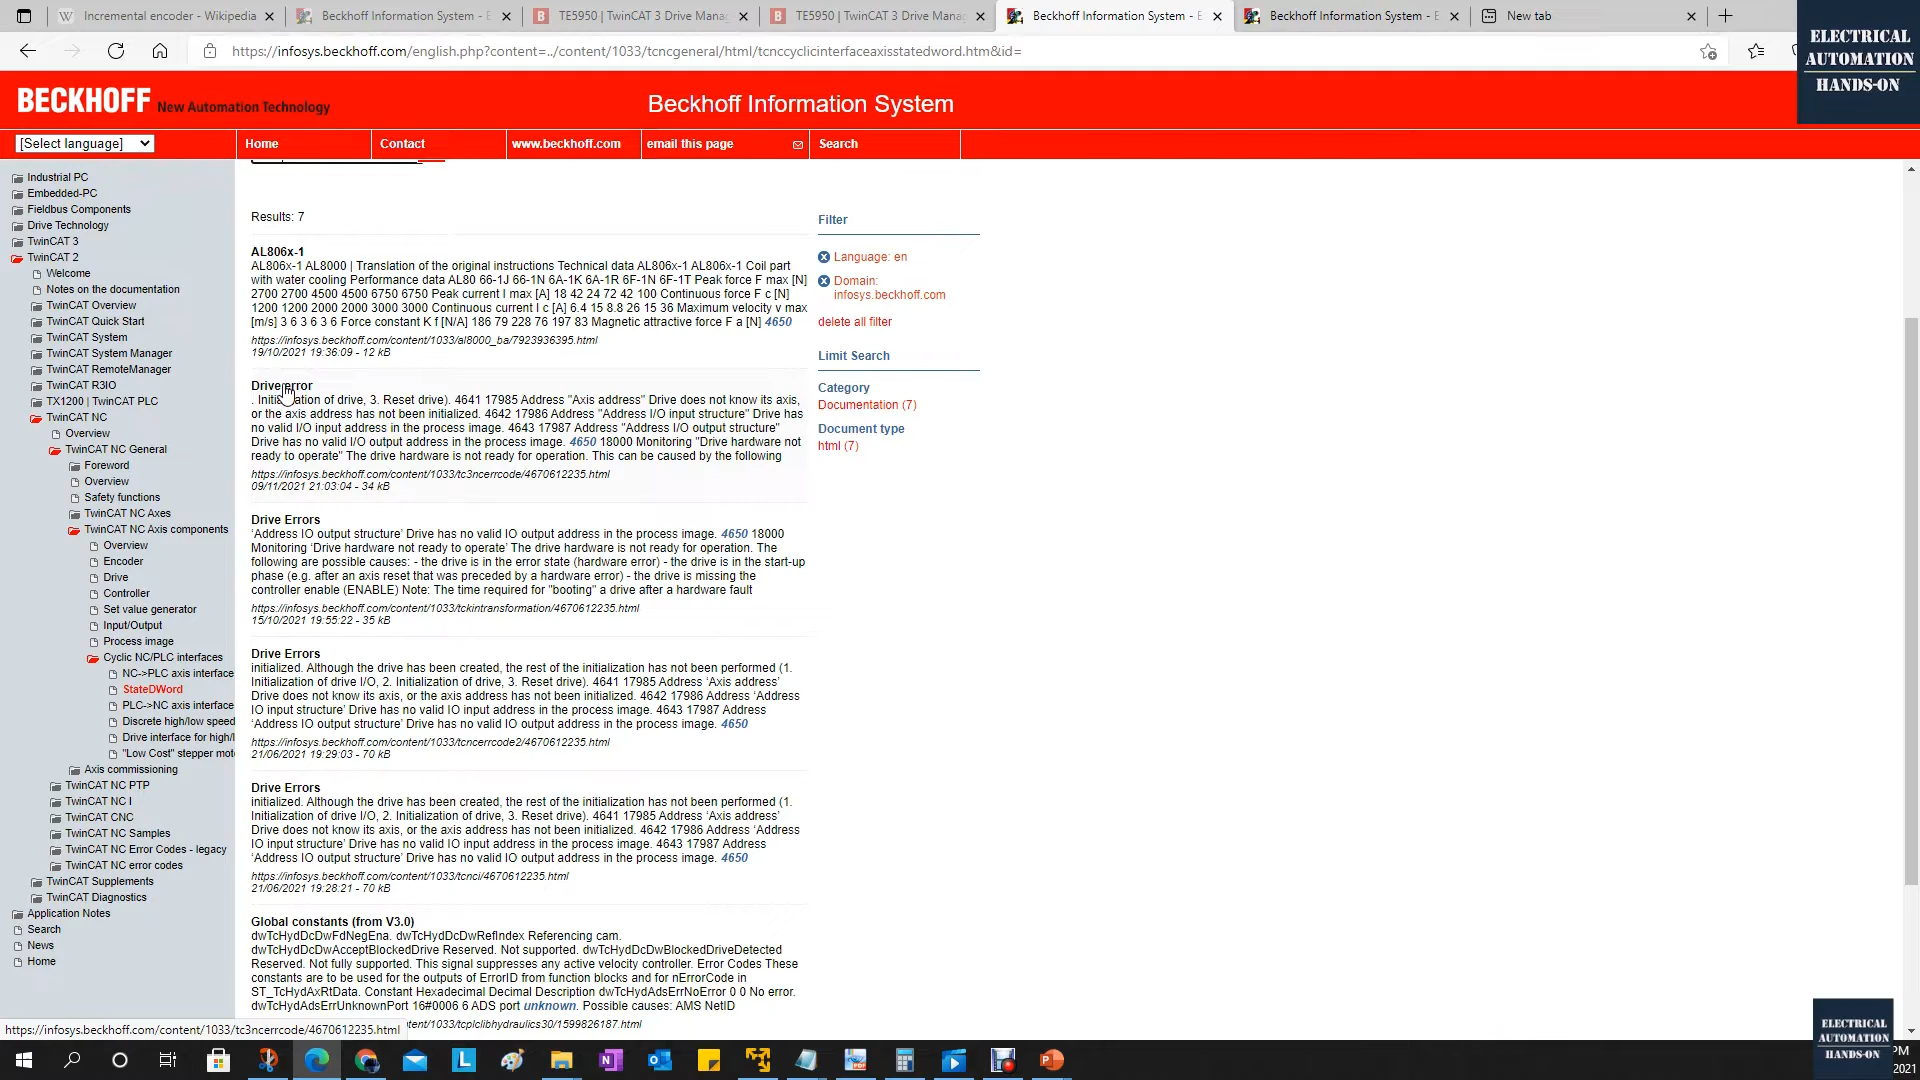 Incremental encoder - Wikipedia
Beckhoff Information System - E
TE5950 | TwinCAT 3 Drive Mana
TE5950 | TwinCAT 3 Drive Mana
Beckhoff Information System - E
Beckhoff Information System - E
New tab
https://infosys.beckhoff.com/english.php?content=../content/1033/tcncgeneral/html/tcnccyclicinterfaceaxisstatedword.htm&id=
ELECTRICAL
AUTOMATION
HANDS-ON
BECKHOFF New Automation Technology
Beckhoff Information System
[Select language]
Home
Contact
www.beckhoff.com
email this page
Search
Industrial PC
Embedded-PC
Fieldbus Components
Drive Technology
TwinCAT 3
TwinCAT 2
Welcome
Notes on the documentation
TwinCAT Overview
TwinCAT Quick Start
TwinCAT System
TwinCAT System Manager
TwinCAT RemoteManager
TwinCAT R3IO
TX1200 | TwinCAT PLC
TwinCAT NC
Overview
TwinCAT NC General
Foreword
Overview
Safety functions
TwinCAT NC Axes
TwinCAT NC Axis components
Overview
Encoder
Drive
Controller
Set value generator
Input/Output
Process image
Cyclic NC/PLC interfaces
NC->PLC axis interface
StateDWord
PLC->NC axis interface
Discrete high/low speed
Drive interface for high/l
"Low Cost" stepper mot
Axis commissioning
TwinCAT NC PTP
TwinCAT NC I
TwinCAT CNC
TwinCAT NC Samples
TwinCAT NC Error Codes - legacy
TwinCAT NC error codes
TwinCAT Supplements
TwinCAT Diagnostics
Application Notes
Search
News
Home
Results: 7
AL806x-1
AL806x-1 AL8000 | Translation of the original instructions Technical data AL806x-1 AL806x-1 Coil part
with water cooling Performance data AL80 66-1J 66-1N 6A-1K 6A-1R 6F-1N 6F-1T Peak force F max [N]
2700 2700 4500 4500 6750 6750 Peak current I max [A] 18 42 24 72 42 100 Continuous force F c [N]
1200 1200 2000 2000 3000 3000 Continuous current I c [A] 6.4 15 8.8 26 15 36 Maximum velocity v max
[m/s] 3 6 3 6 3 6 Force constant K f [N/A] 186 79 228 76 197 83 Magnetic attractive force F a [N] 4650
https://infosys.beckhoff.com/content/1033/al8000_ba/7923936395.html
19/10/2021 19:36:09 - 12 kB
Drive error
. Initialization of drive, 3. Reset drive). 4641 17985 Address "Axis address" Drive does not know its axis,
or the axis address has not been initialized. 4642 17986 Address "Address I/O input structure" Drive has
no valid I/O input address in the process image. 4643 17987 Address "Address I/O output structure"
Drive has no valid I/O output address in the process image. 4650 18000 Monitoring "Drive hardware not
ready to operate" The drive hardware is not ready for operation. This can be caused by the following
https://infosys.beckhoff.com/content/1033/tc3ncerrcode/4670612235.html
09/11/2021 21:03:04 - 34 kB
Drive Errors
'Address IO output structure' Drive has no valid IO output address in the process image. 4650 18000
Monitoring 'Drive hardware not ready to operate' The drive hardware is not ready for operation. The
following are possible causes: - the drive is in the error state (hardware error) - the drive is in the start-up
phase (e.g. after an axis reset that was preceded by a hardware error) - the drive is missing the
controller enable (ENABLE) Note: The time required for "booting" a drive after a hardware fault
https://infosys.beckhoff.com/content/1033/tckintransformation/4670612235.html
15/10/2021 19:55:22 - 35 kB
Drive Errors
initialized. Although the drive has been created, the rest of the initialization has not been performed (1.
Initialization of drive I/O, 2. Initialization of drive, 3. Reset drive). 4641 17985 Address 'Axis address'
Drive does not know its axis, or the axis address has not been initialized. 4642 17986 Address 'Address
IO input structure' Drive has no valid IO input address in the process image. 4643 17987 Address
'Address IO output structure' Drive has no valid IO output address in the process image. 4650
https://infosys.beckhoff.com/content/1033/tcncerrcode2/4670612235.html
21/06/2021 19:29:03 - 70 kB
Drive Errors
initialized. Although the drive has been created, the rest of the initialization has not been performed (1.
Initialization of drive I/O, 2. Initialization of drive, 3. Reset drive). 4641 17985 Address 'Axis address'
Drive does not know its axis, or the axis address has not been initialized. 4642 17986 Address 'Address
IO input structure' Drive has no valid IO input address in the process image. 4643 17987 Address
'Address IO output structure' Drive has no valid IO output address in the process image. 4650
https://infosys.beckhoff.com/content/1033/tcnci/4670612235.html
21/06/2021 19:28:21 - 70 kB
Global constants (from V3.0)
dwTcHydDcDwFdNegEna. dwTcHydDcDwRefIndex Referencing cam.
dwTcHydDcDwAcceptBlockedDrive Reserved. Not supported. dwTcHydDcDwBlockedDriveDetected
Reserved. Not fully supported. This signal suppresses any active velocity controller. Error Codes These
constants are to be used for the outputs of ErrorID from function blocks and for nErrorCode in
ST_TcHydAxRtData. Constant Hexadecimal Decimal Description dwTcHydAdsErrNoError 0 0 No error.
dwTcHydAdsErrUnknownPort 16#0006 6 ADS port unknown. Possible causes: AMS NetID
tent/1033/tcplclibhydraulics30/1599826187.html
Filter
Language: en
Domain:
infosys.beckhoff.com
delete all filter
Limit Search
Category
Documentation (7)
Document type
html (7)
https://infosys.beckhoff.com/content/1033/tc3ncerrcode/4670612235.html
ELECTRICAL
AUTOMATION
HANDS-ON
PM
2021